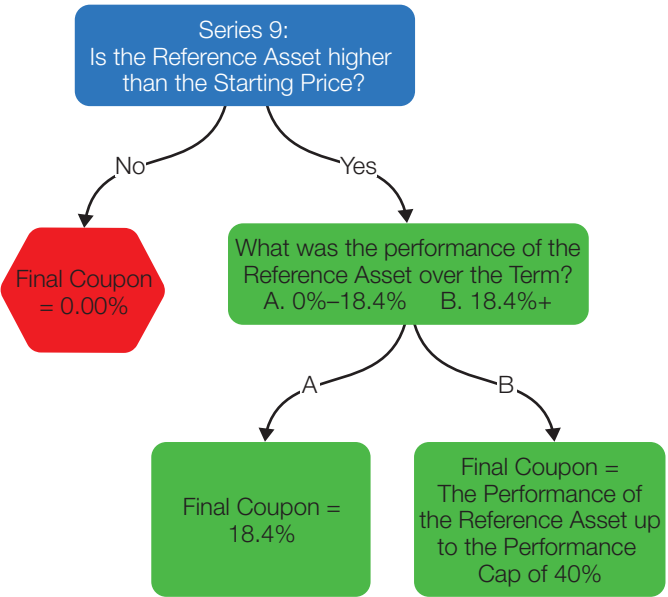 Series 9:
Is the Reference Asset higher
than the Starting Price?
No
Yes
Final Coupon
= 0.00%
What was the performance of the
Reference Asset over the Term?
A. 0%–18.4% B. 18.4%+
A
B
Final Coupon =
18.4%
Final Coupon =
The Performance of
the Reference Asset up
to the Performance
Cap of 40%